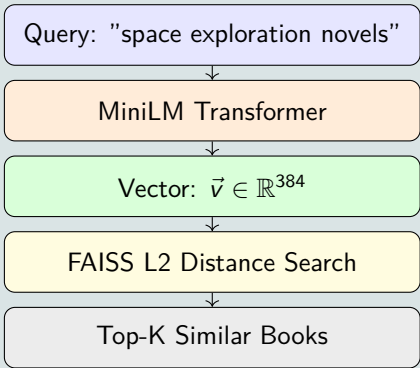 Query: ”space exploration novels”
MiniLM Transformer
Vector: v⃗ ∈ ℝ³⁸⁴
FAISS L2 Distance Search
Top-K Similar Books